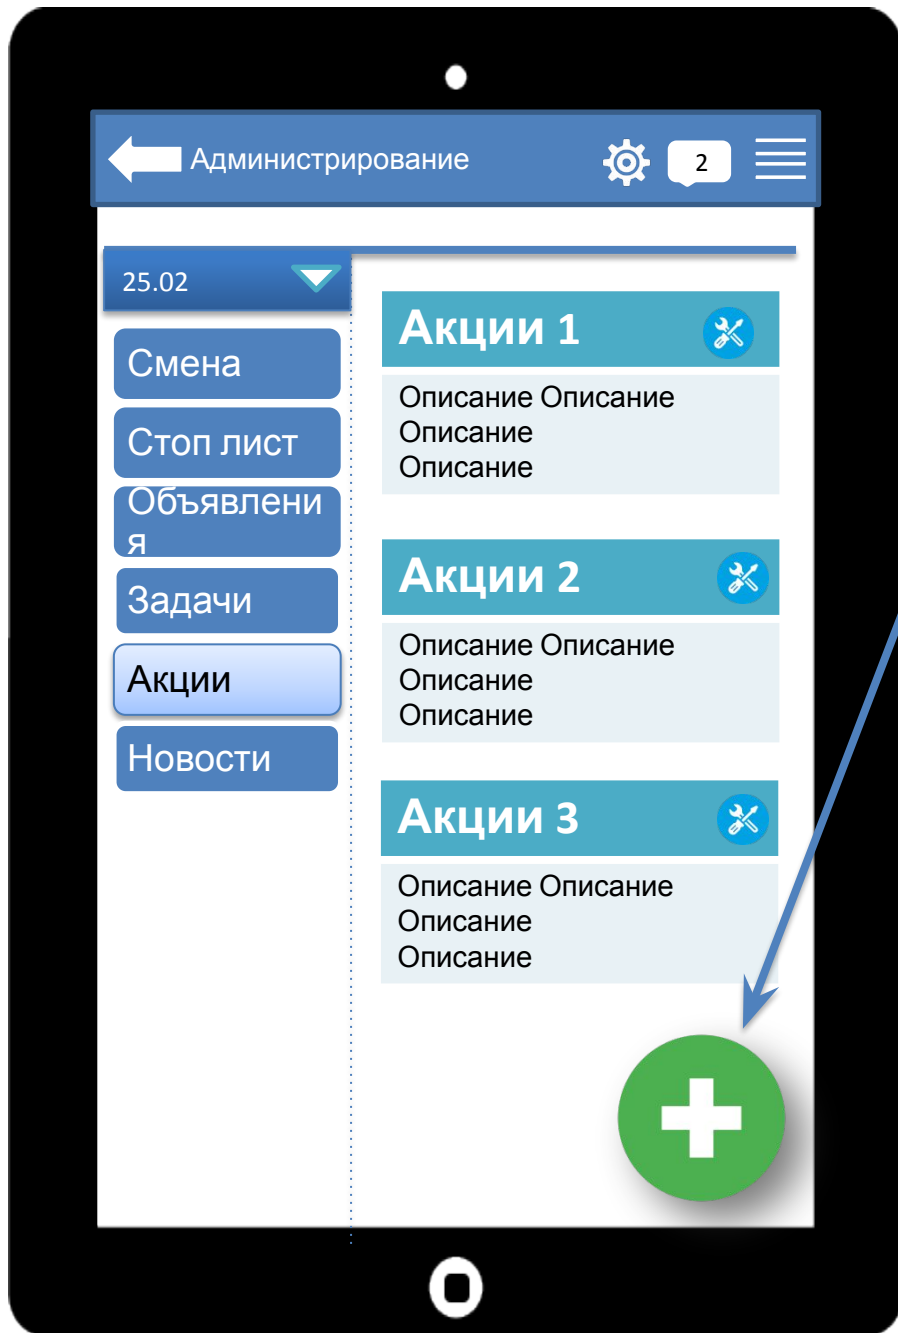 Администрирование
2
25.02
Смена
Стоп лист
Объявлени
я
Задачи
Акции
Новости
Акции 1
Описание Описание
Описание
Описание
Акции 2
Описание Описание
Описание
Описание
Акции 3
Описание Описание
Описание
Описание